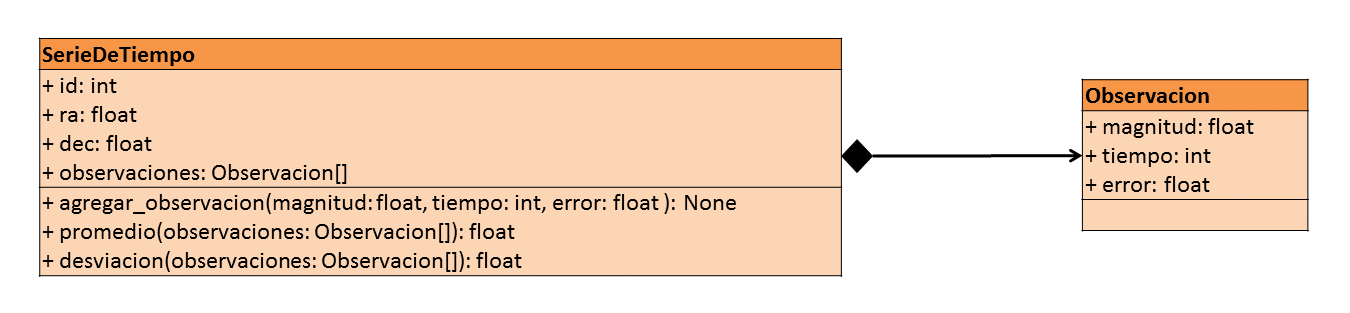 SerieDeTiempo
+ id: int
+ ra: float
+ dec: float
+ observaciones: Observacion[]
+ agregar_observacion(magnitud: float, tiempo: int, error: float ): None
+ promedio(observaciones: Observacion[]): float
+ desviacion(observaciones: Observacion[]): float
Observacion
+ magnitud: float
+ tiempo: int
+ error: float